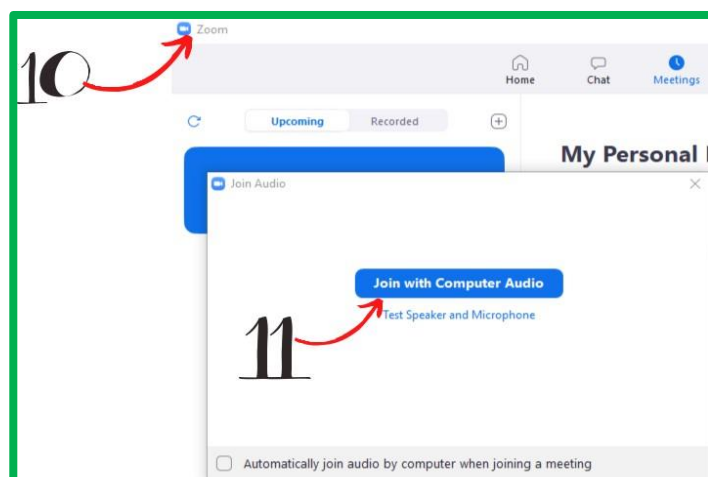 Zoom
10
Home Chat Meetings
Upcoming Recorded
My Personal
Join Audio
Join with Computer Audio
Test Speaker and Microphone
11
Automatically join audio by computer when joining a meeting